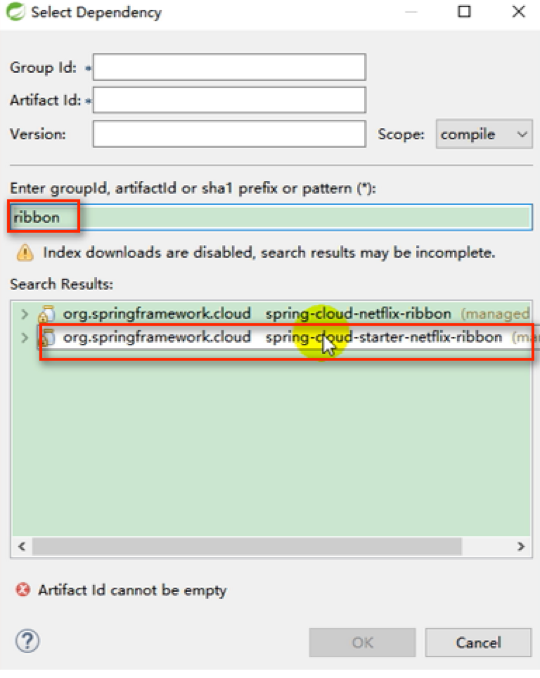 Select Dependency
Group Id: *
Artifact Id: *
Version: Scope: compile
Enter groupId, artifactId or sha1 prefix or pattern (*):
ribbon
Index downloads are disabled, search results may be incomplete.
Search Results:
org.springframework.cloud spring-cloud-netflix-ribbon (managed
org.springframework.cloud spring-cloud-starter-netflix-ribbon (ma
Artifact Id cannot be empty
? OK Cancel